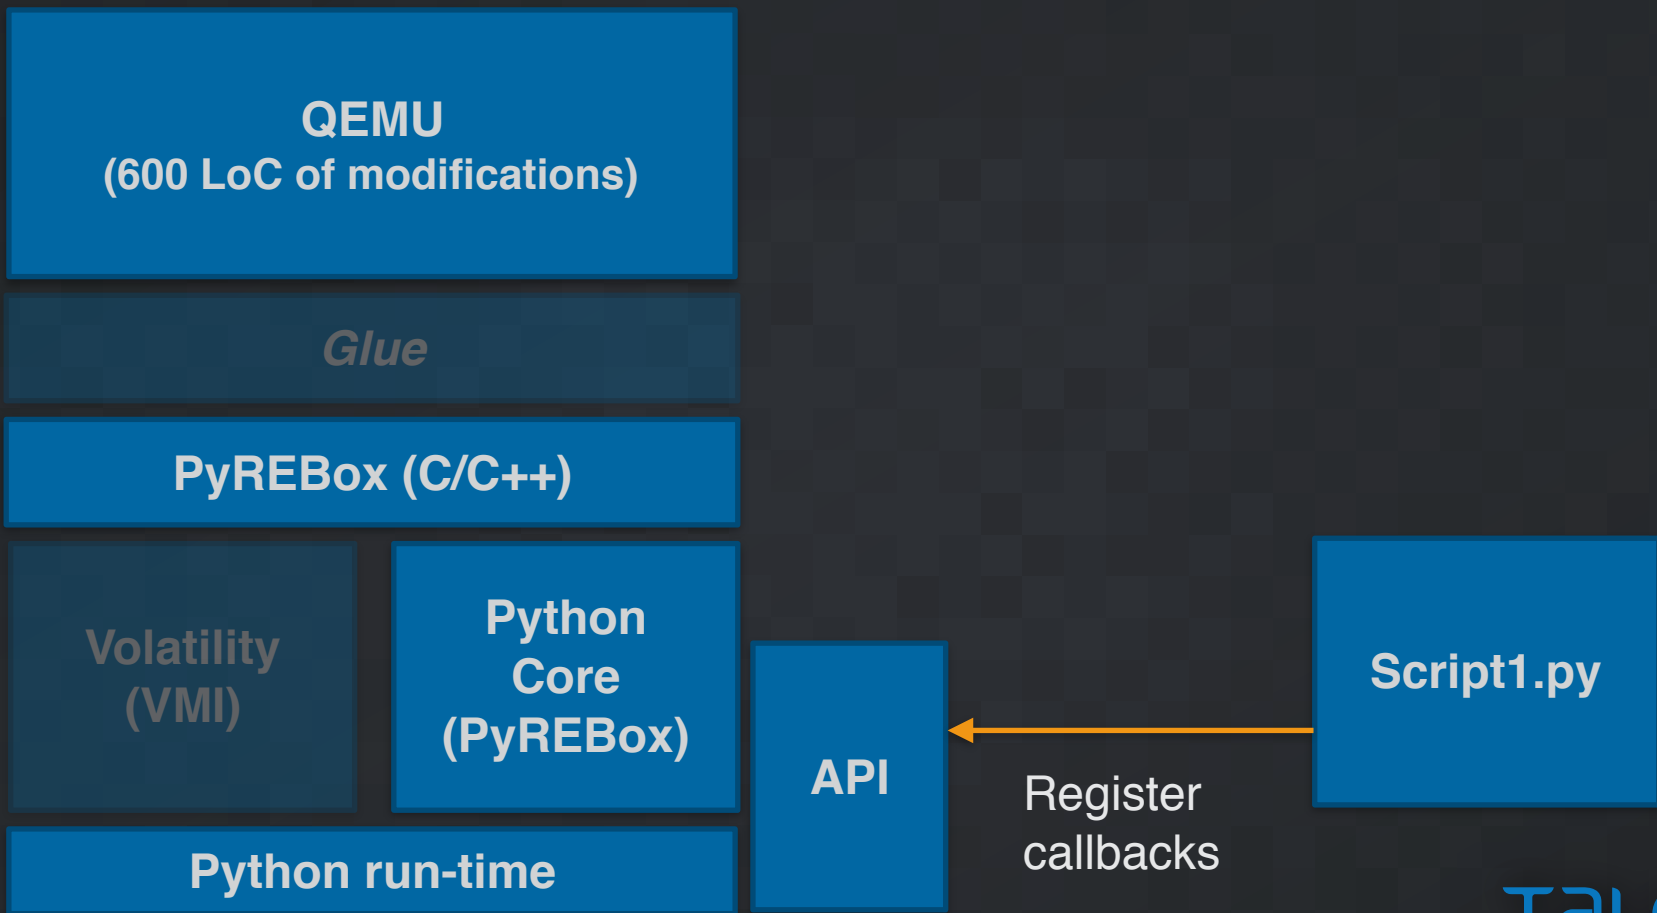 QEMU
(600 LoC of modifications)
Glue
PyREBox (C/C++)
Volatility
(VMI)
Python
Core
(PyREBox)
API
Register
callbacks
Script1.py
Python run-time